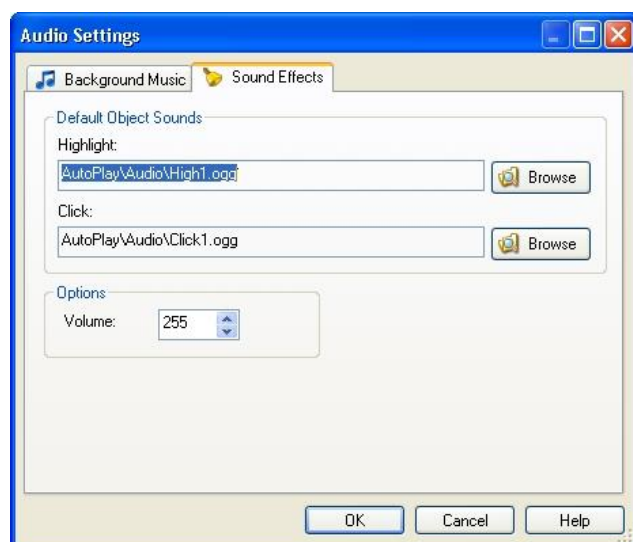 Audio Settings
Background Music
Sound Effects
Default Object Sounds
Highlight:
AutoPlay\Audio\High1.ogg
Browse
Click:
AutoPlay\Audio\Click1.ogg
Browse
Options
Volume:
255
OK
Cancel
Help